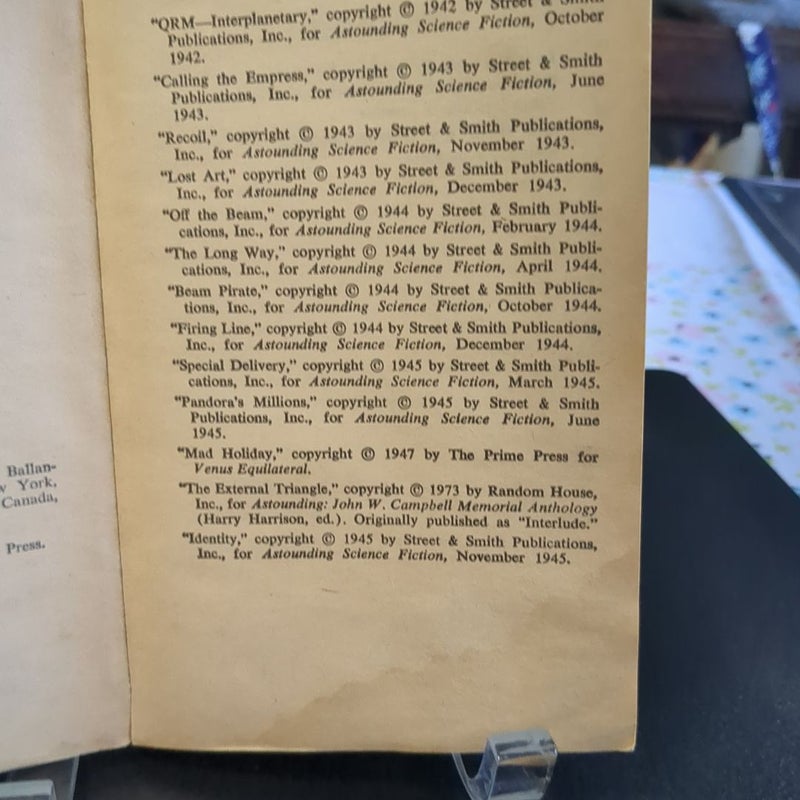 Ballan-
York,
Canada,
Press.
"QRM—Interplanetary," copyright © 1942 by Street & Smith
Publications, Inc., for Astounding Science Fiction, October
1942.
"Calling the Empress," copyright © 1943 by Street & Smith
Publications, Inc., for Astounding Science Fiction, June
1943.
"Recoil," copyright © 1943 by Street & Smith Publications,
Inc., for Astounding Science Fiction, November 1943.
"Lost Art," copyright © 1943 by Street & Smith Publications,
Inc., for Astounding Science Fiction, December 1943.
"Off the Beam," copyright © 1944 by Street & Smith Publi-
cations, Inc., for Astounding Science Fiction, February 1944.
"The Long Way," copyright © 1944 by Street & Smith Publi-
cations, Inc., for Astounding Science Fiction, April 1944.
"Beam Pirate," copyright © 1944 by Street & Smith Publica-
tions, Inc., for Astounding Science Fiction, October 1944.
"Firing Line," copyright © 1944 by Street & Smith Publications,
Inc., for Astounding Science Fiction, December 1944.
"Special Delivery," copyright © 1945 by Street & Smith Publi-
cations, Inc., for Astounding Science Fiction, March 1945.
"Pandora's Millions," copyright © 1945 by Street & Smith
Publications, Inc., for Astounding Science Fiction, June
1945.
"Mad Holiday," copyright © 1947 by The Prime Press for
Venus Equilateral.
"The External Triangle," copyright © 1973 by Random House,
Inc., for Astounding: John W. Campbell Memorial Anthology
(Harry Harrison, ed.). Originally published as "Interlude."
"Identity," copyright © 1945 by Street & Smith Publications,
Inc., for Astounding Science Fiction, November 1945.